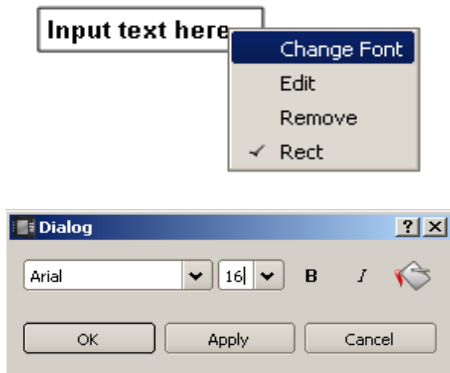 Input text here
Change Font
Edit
Remove
Rect
Dialog
Arial 16 B I
OK Apply Cancel